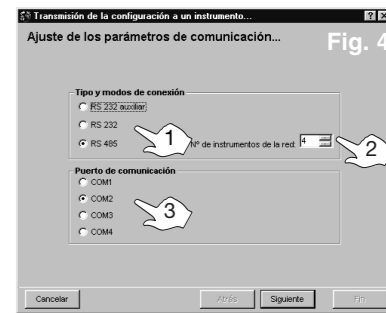 Transmisión de la configuración a un instrumento...
Ajuste de los parámetros de comunicación...
Fig. 4
Tipo y modos de conexión
RS 232 auxiliar
RS 232
RS 485
1
Nº de instrumentos de la red: 4
2
Puerto de comunicación
COM1
COM2
COM3
COM4
3
Cancelar
Atrás
Siguiente
Fin